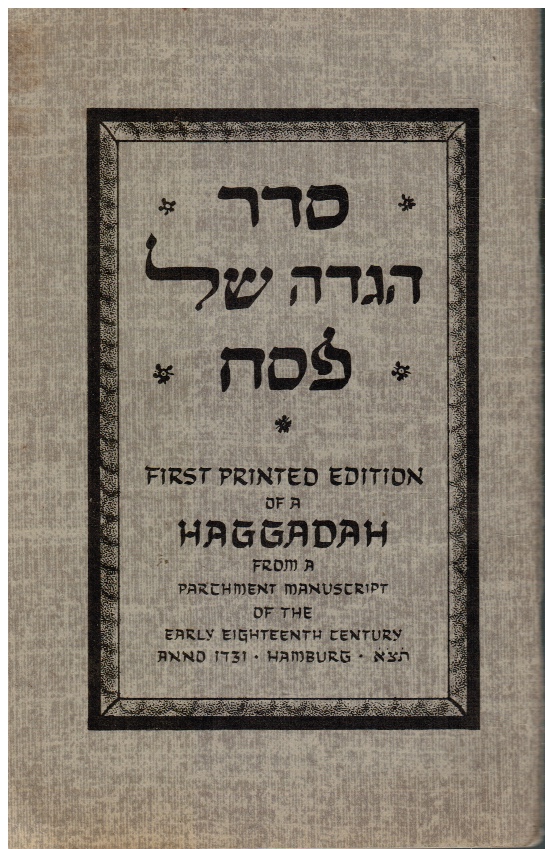 סדר
הגדה של
פסח
FIRST PRINTED EDITION
OF A
HAGGADAH
FROM A
PARCHMENT MANUSCRIPT
OF THE
EARLY EIGHTEENTH CENTURY
ANNO 1731 · HAMBURG · תצא